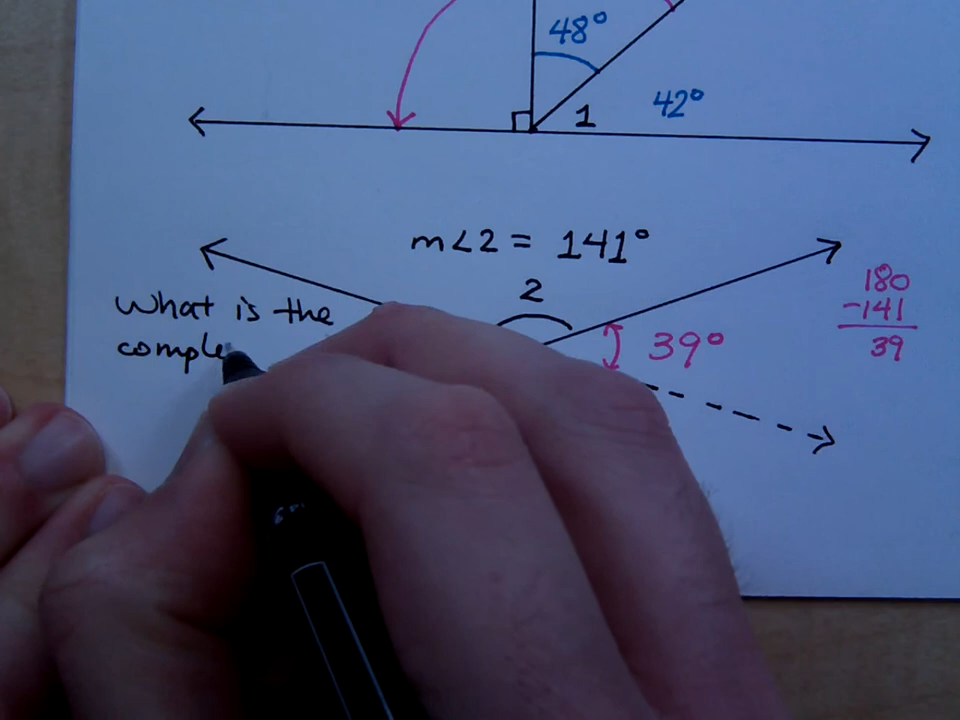 48°
42°
1
m∠2 = 141°
2
What is the
comple
39°
180
-141
39